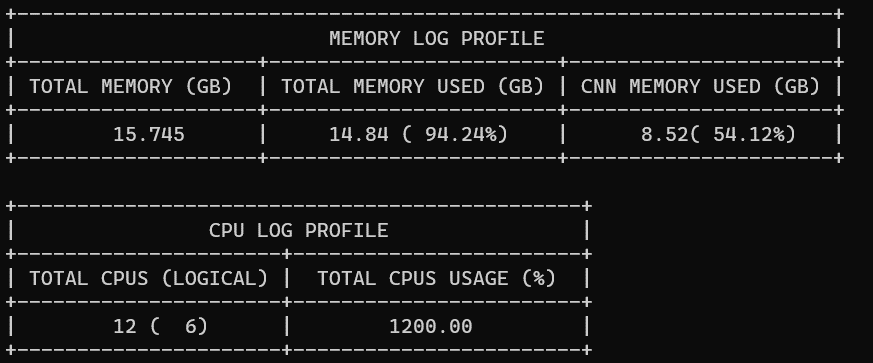 MEMORY LOG PROFILE
TOTAL MEMORY (GB) | TOTAL MEMORY USED (GB) | CNN MEMORY USED (GB)
15.745 | 14.84 ( 94.24%) | 8.52( 54.12%)
CPU LOG PROFILE
TOTAL CPUS (LOGICAL) | TOTAL CPUS USAGE (%)
12 (  6) | 1200.00